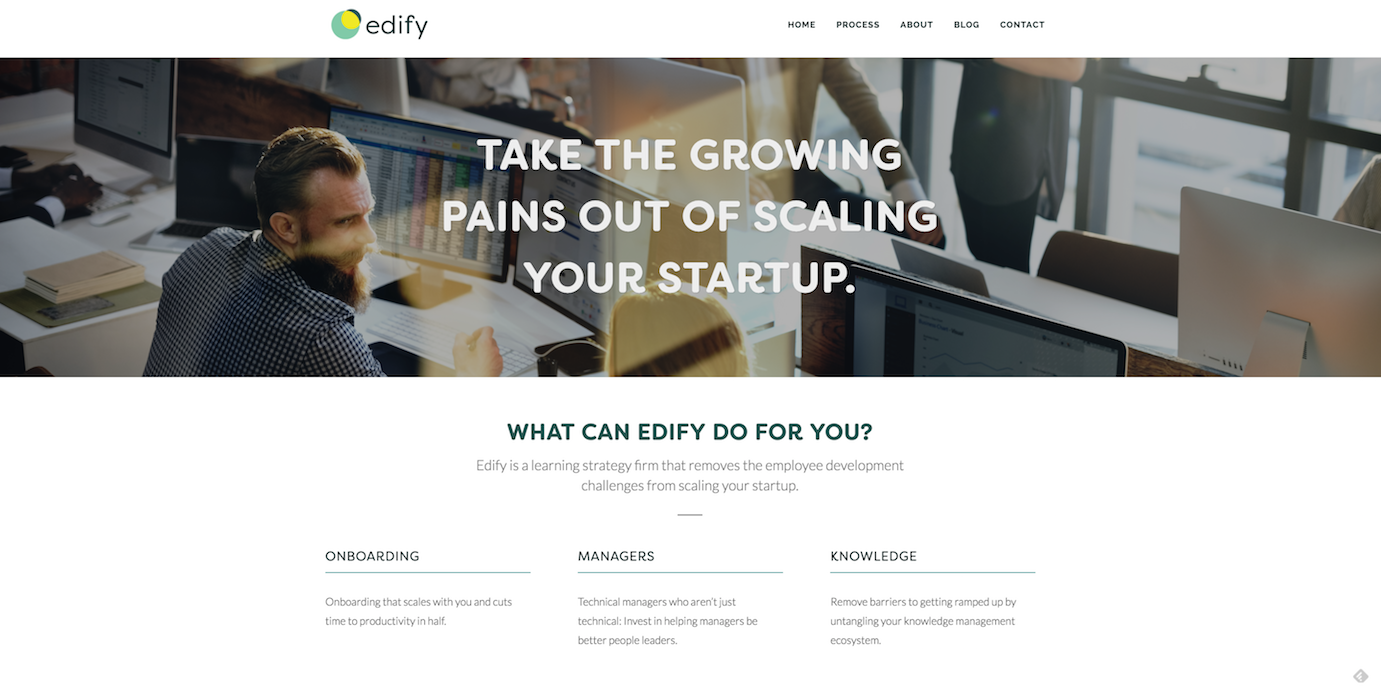 edify
HOME PROCESS ABOUT BLOG CONTACT
TAKE THE GROWING
PAINS OUT OF SCALING
YOUR STARTUP.
WHAT CAN EDIFY DO FOR YOU?
Edify is a learning strategy firm that removes the employee development
challenges from scaling your startup.
ONBOARDING
Onboarding that scales with you and cuts
time to productivity in half.
MANAGERS
Technical managers who aren't just
technical: Invest in helping managers be
better people leaders.
KNOWLEDGE
Remove barriers to getting ramped up by
untangling your knowledge management
ecosystem.